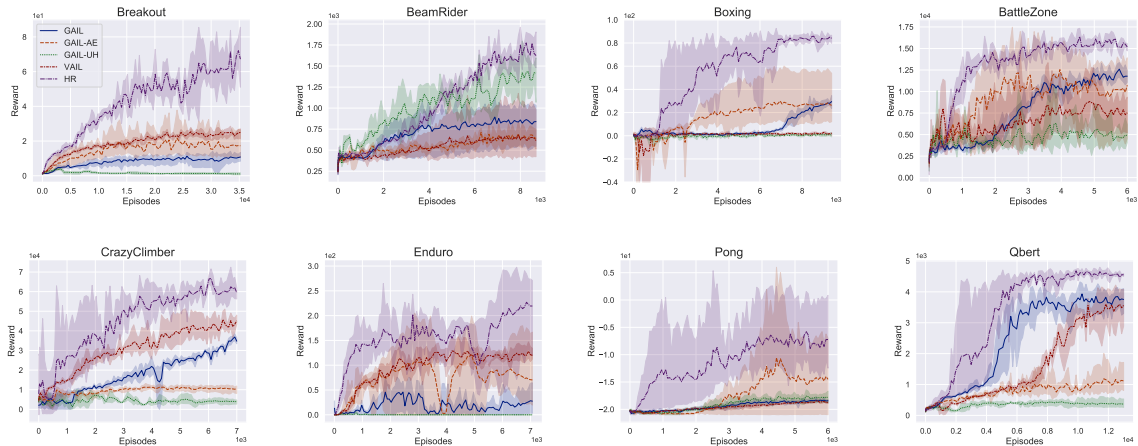 Breakout
1e1
8
6
4
2
0
Reward
0.0 0.5 1.0 1.5 2.0 2.5 3.0 3.5
1e4
Episodes
GAIL
GAIL-AE
GAIL-UH
VAIL
HR
BeamRider
1e3
2.00
1.75
1.50
1.25
1.00
0.75
0.50
0.25
Reward
0 2 4 6 8
1e3
Episodes
Boxing
1e2
1.0
0.8
0.6
0.4
0.2
0.0
−0.2
−0.4
Reward
0 2 4 6 8
1e3
Episodes
BattleZone
1e4
1.75
1.50
1.25
1.00
0.75
0.50
0.25
0.00
Reward
0 1 2 3 4 5 6
1e3
Episodes
CrazyClimber
1e4
7
6
5
4
3
2
1
0
Reward
0 1 2 3 4 5 6 7
1e3
Episodes
Enduro
1e2
3.0
2.5
2.0
1.5
1.0
0.5
0.0
Reward
0 1 2 3 4 5 6 7
1e3
Episodes
Pong
1e1
0.5
0.0
−0.5
−1.0
−1.5
−2.0
Reward
0 1 2 3 4 5 6
1e3
Episodes
Qbert
1e3
5
4
3
2
1
0
Reward
0.0 0.2 0.4 0.6 0.8 1.0 1.2
1e4
Episodes